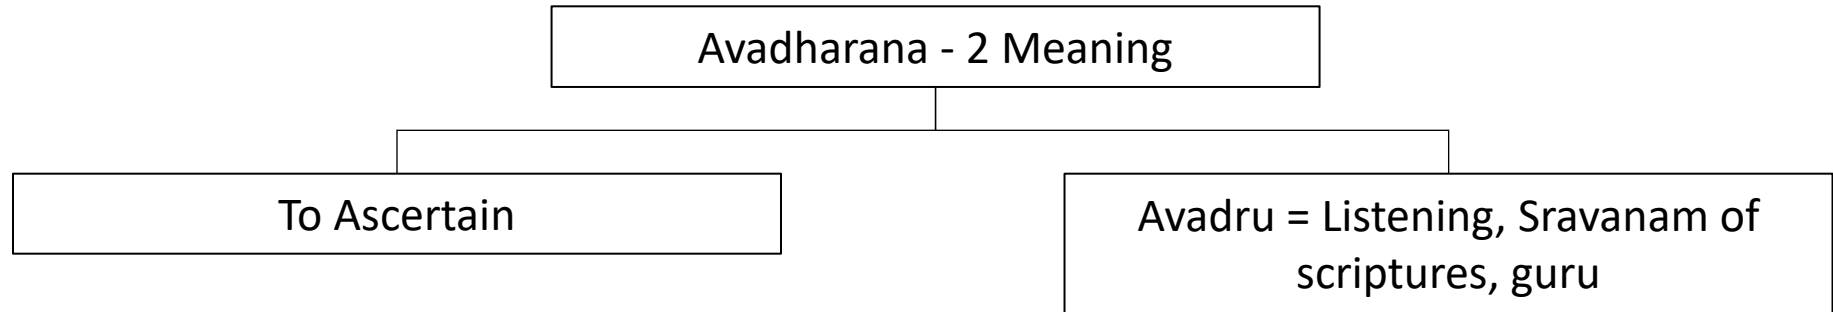 Avadharana - 2 Meaning
To Ascertain
Avadru = Listening, Sravanam of
scriptures, guru